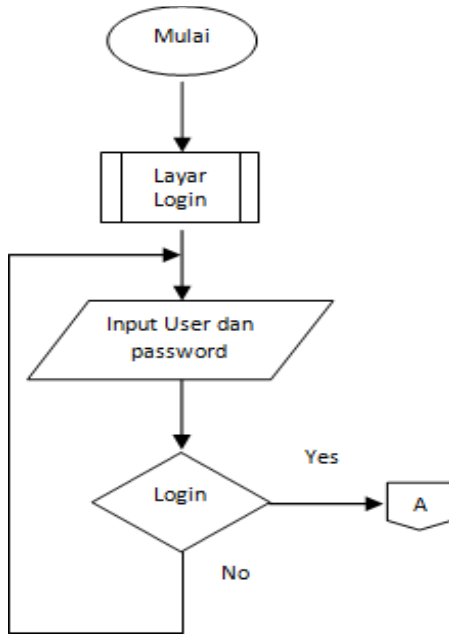 Mulai
Layar
Login
Input User dan
password
Yes
Login
A
No